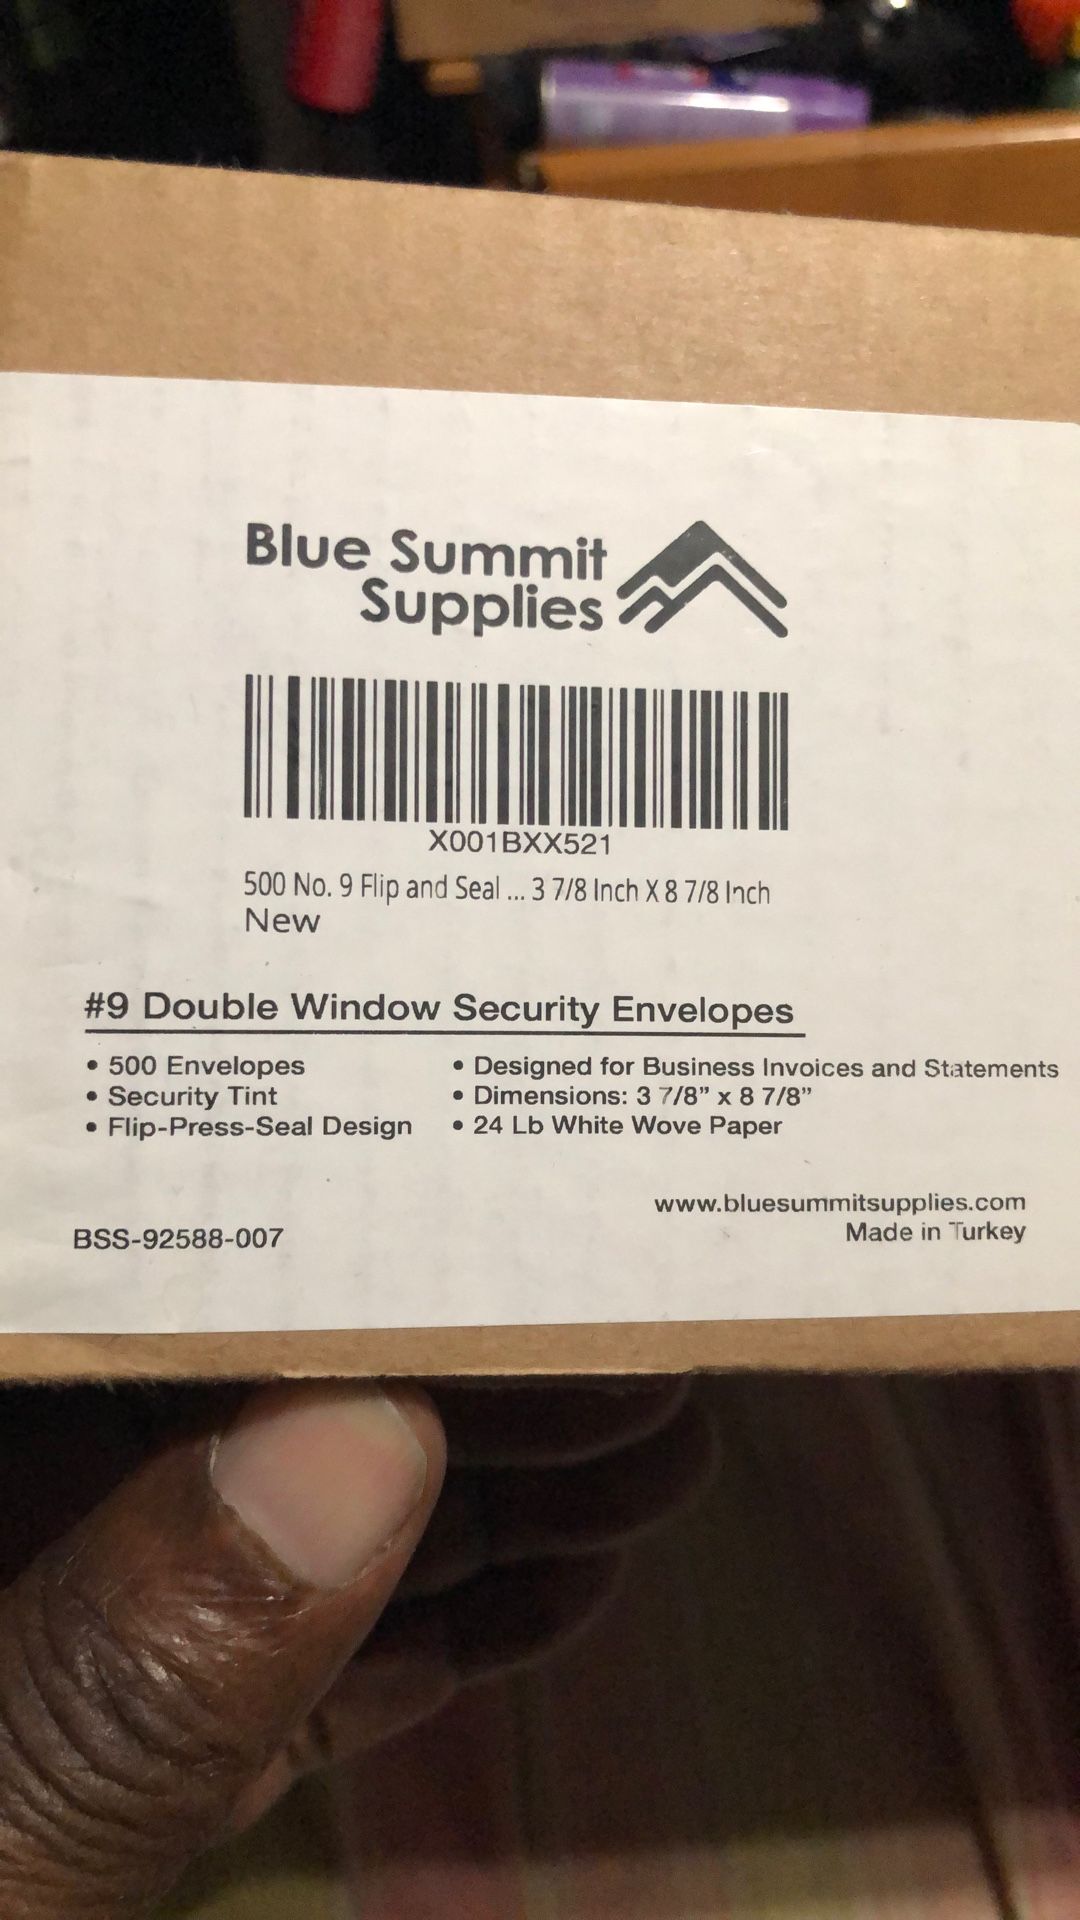 Blue Summit
Supplies
X001BXX521
500 No. 9 Flip and Seal ... 3 7/8 Inch X 8 7/8 Inch
New
#9 Double Window Security Envelopes
• 500 Envelopes
• Security Tint
• Flip-Press-Seal Design
• Designed for Business Invoices and Statements
• Dimensions: 3 7/8” x 8 7/8”
• 24 Lb White Wove Paper
www.bluesummitsupplies.com
Made in Turkey
BSS-92588-007